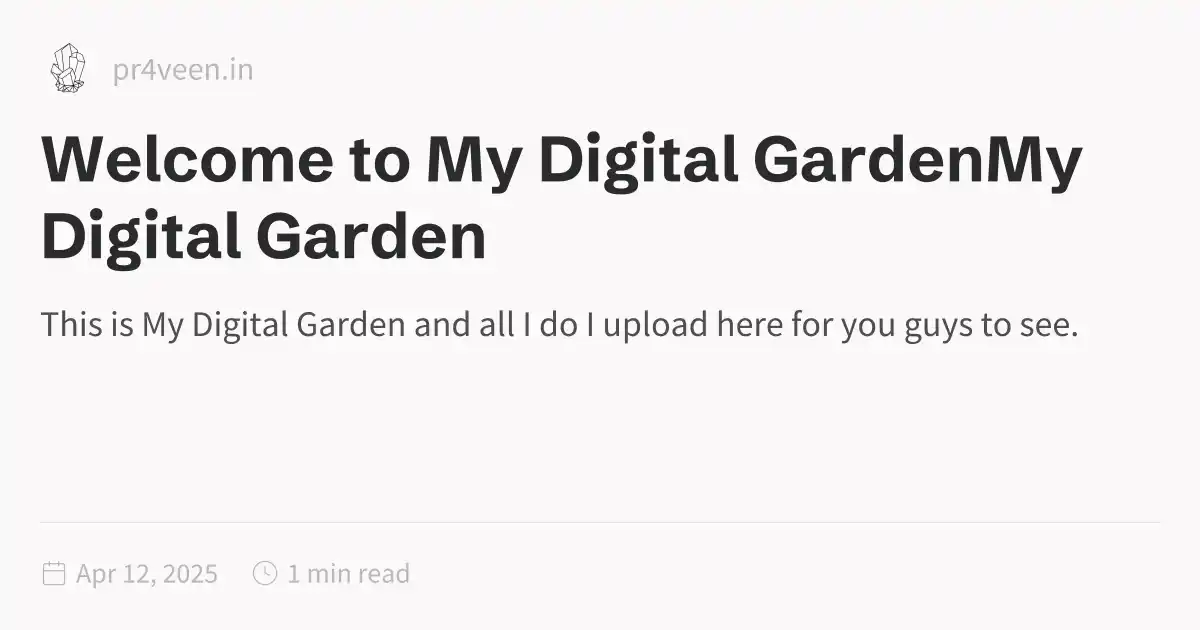 pr4veen.in
Welcome to My Digital GardenMy
Digital Garden
This is My Digital Garden and all I do I upload here for you guys to see.
Apr 12, 2025 1 min read